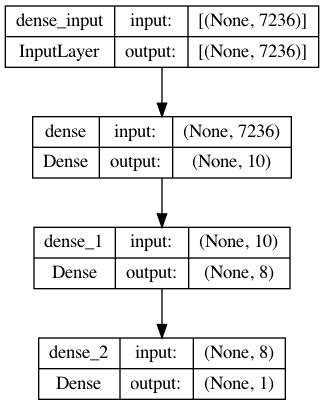 dense_input input: [(None, 7236)]
InputLayer output: [(None, 7236)]
dense input: (None, 7236)
Dense output: (None, 10)
dense_1 input: (None, 10)
Dense output: (None, 8)
dense_2 input: (None, 8)
Dense output: (None, 1)